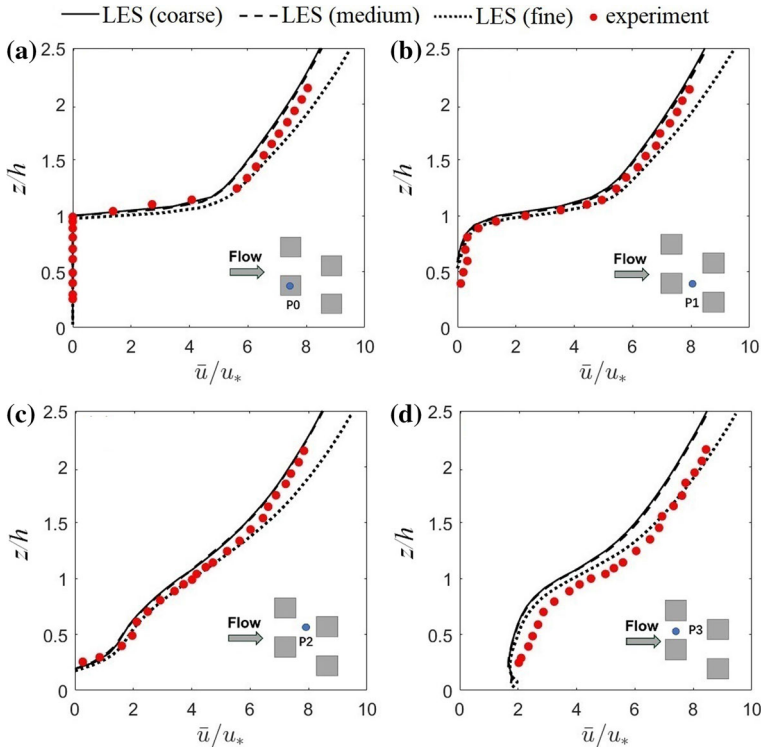 LES (coarse) LES (medium) LES (fine) experiment
(a)
2.5
2
1.5
1
0.5
0
z/h
Flow
P0
0 2 4 6 8 10
ū/u*
(b)
2.5
2
1.5
1
0.5
0
z/h
Flow
P1
0 2 4 6 8 10
ū/u*
(c)
2.5
2
1.5
1
0.5
0
z/h
Flow
P2
0 2 4 6 8 10
ū/u*
(d)
2.5
2
1.5
1
0.5
0
z/h
Flow
P3
0 2 4 6 8 10
ū/u*